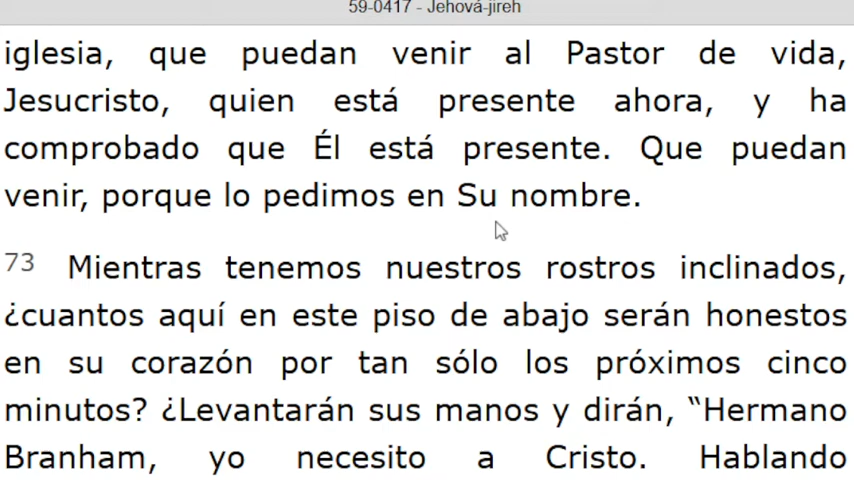 59-0417 - Jehová-jireh
iglesia, que puedan venir al Pastor de vida,
Jesucristo, quien está presente ahora, y ha
comprobado que Él está presente. Que puedan
venir, porque lo pedimos en Su nombre.
73 Mientras tenemos nuestros rostros inclinados,
¿cuantos aquí en este piso de abajo serán honestos
en su corazón por tan sólo los próximos cinco
minutos? ¿Levantarán sus manos y dirán, “Hermano
Branham, yo necesito a Cristo. Hablando